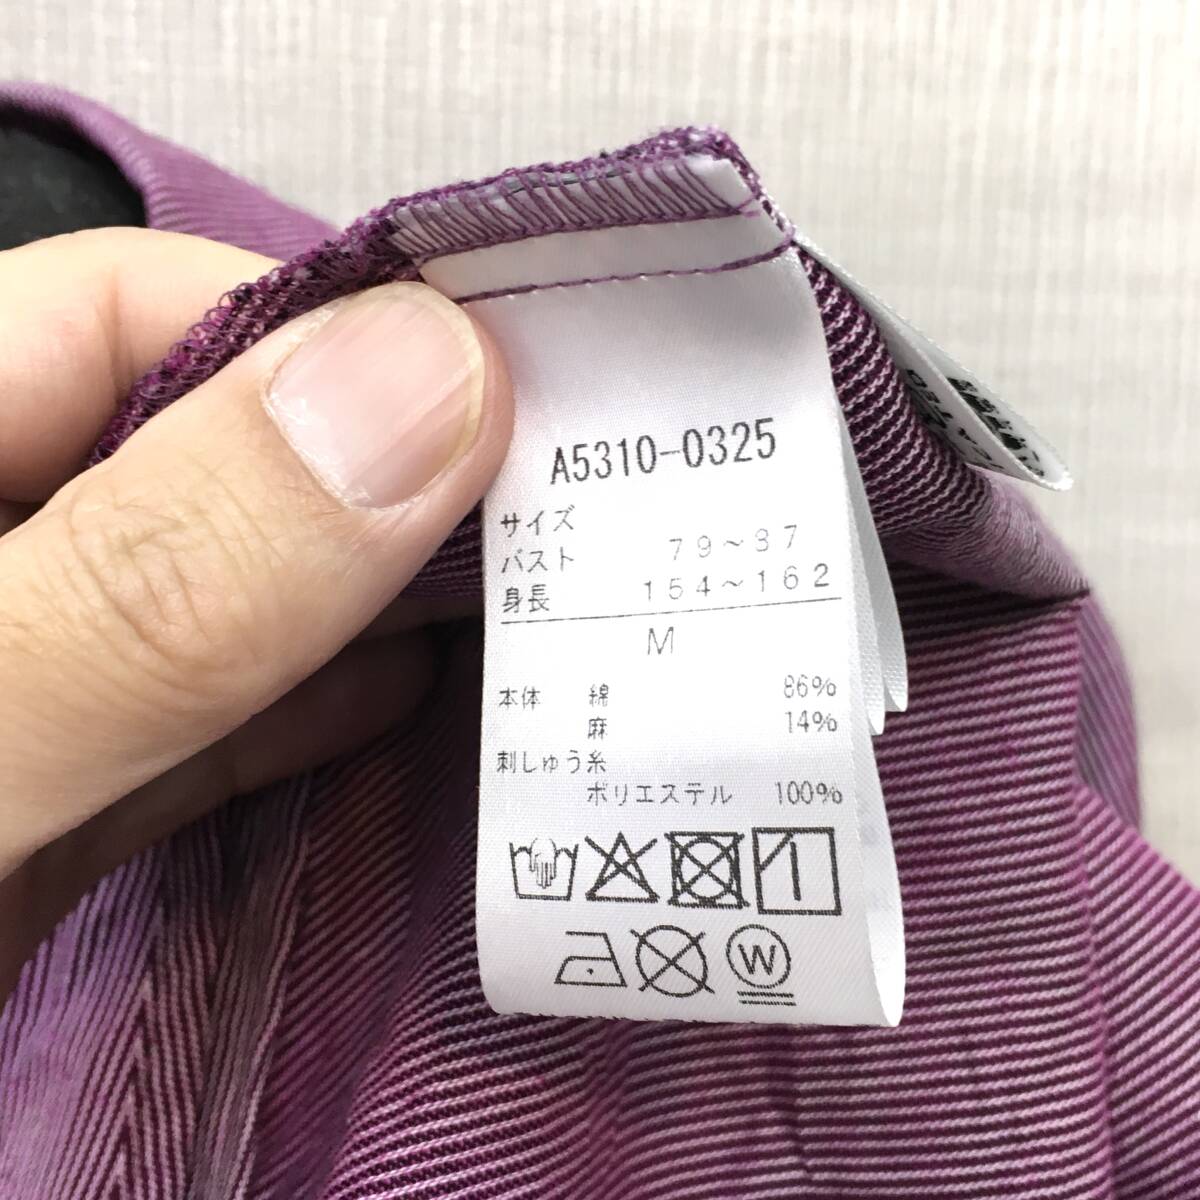 A5310-0325
サイズ
バスト 79～87
身長 154～162
M
本体 綿 86%
麻 14%
刺しゅう糸
ポリエステル 100%
W